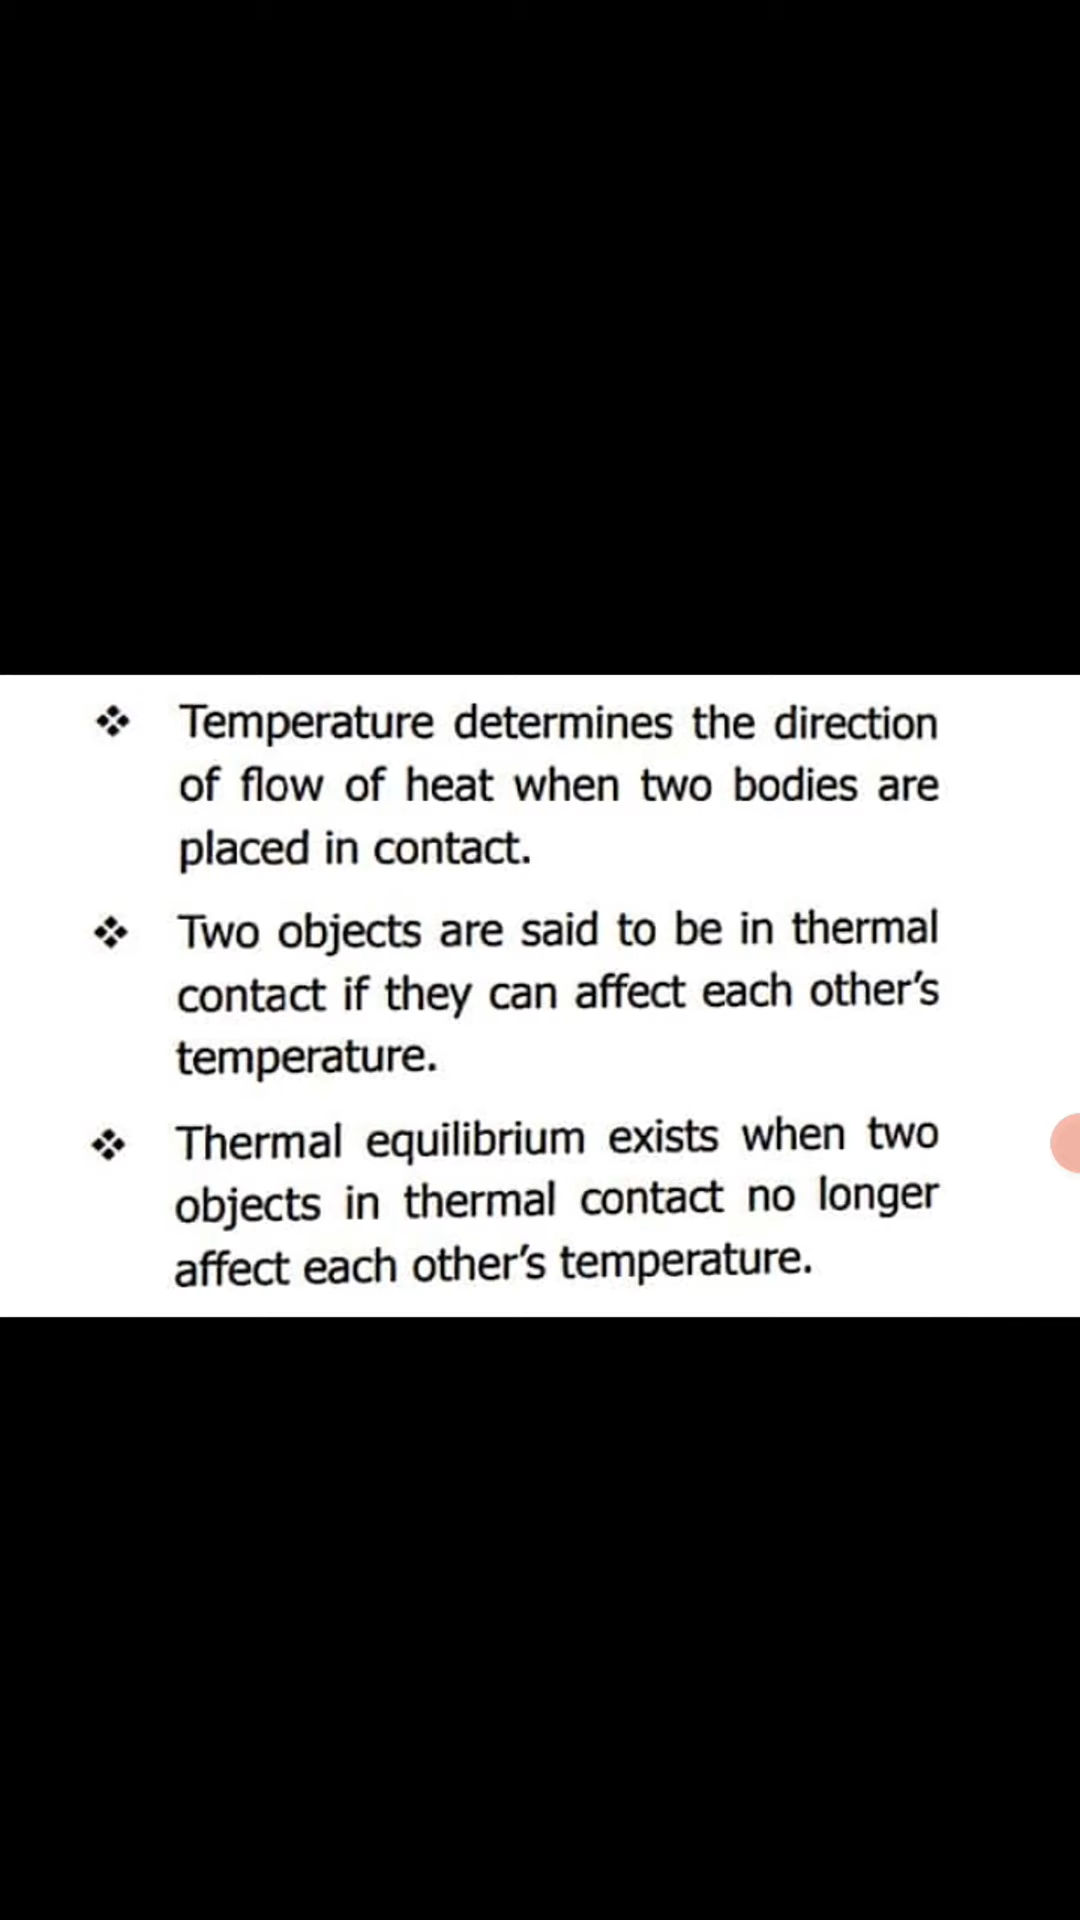 ❖ Temperature determines the direction
of flow of heat when two bodies are
placed in contact.
❖ Two objects are said to be in thermal
contact if they can affect each other’s
temperature.
❖ Thermal equilibrium exists when two
objects in thermal contact no longer
affect each other’s temperature.